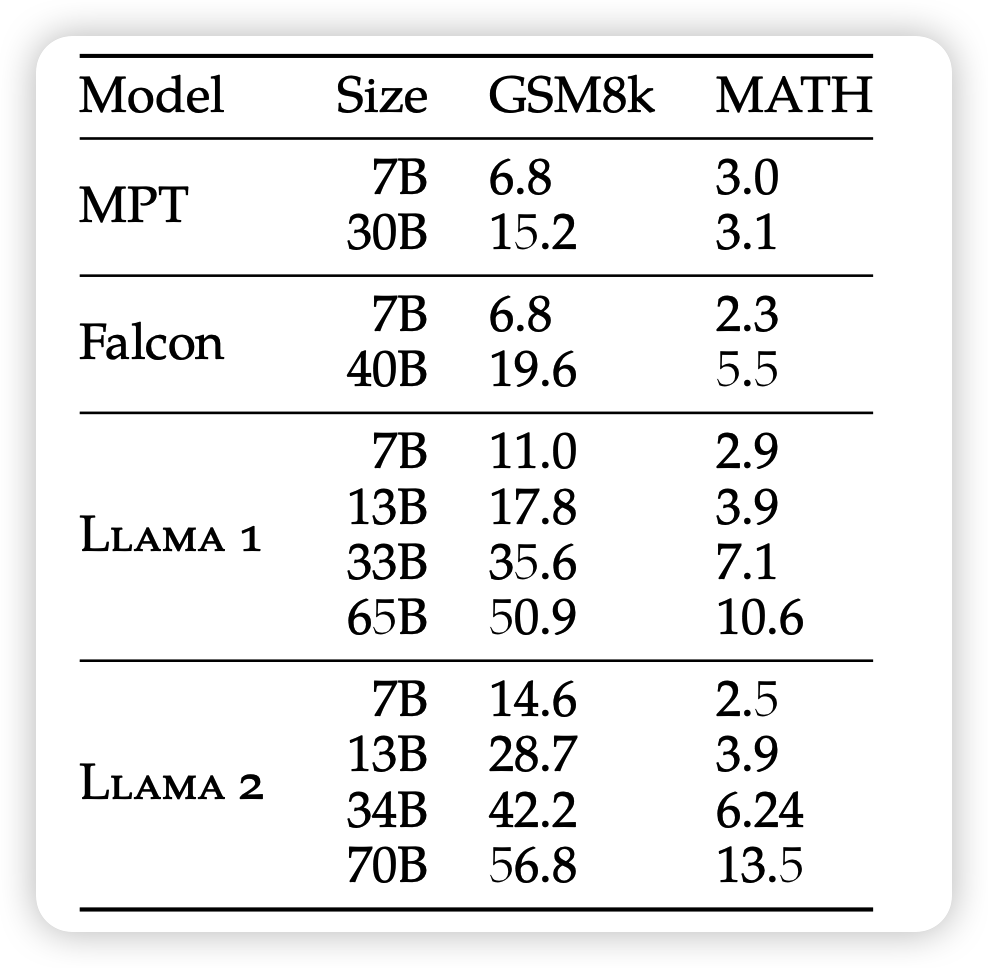 Model Size GSM8k MATH
MPT 7B 6.8 3.0
30B 15.2 3.1
Falcon 7B 6.8 2.3
40B 19.6 5.5
LLAMA 1 7B 11.0 2.9
13B 17.8 3.9
33B 35.6 7.1
65B 50.9 10.6
LLAMA 2 7B 14.6 2.5
13B 28.7 3.9
34B 42.2 6.24
70B 56.8 13.5